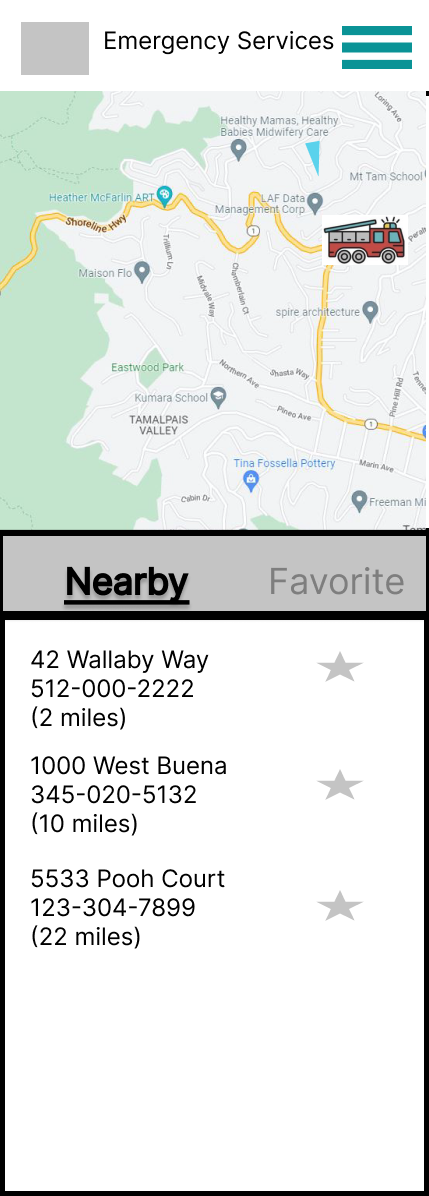 Emergency Services
Loring Ave
Healthy Mamas, Healthy
Babies Midwifery Care
Mt Tam School
Heather McFarlin ART
LAF Data
Management Corp
Shoreline Hwy
1
Trillium Ln
Maison Flo
Midvale Way
Chamberlain Ct
spire architecture
Eastwood Park
Northern Ave
Shasta Way
Kumara School
Pineo Ave
Pine Hill Rd
TAMALPAIS
VALLEY
1
Tina Fossella Pottery
Marin Ave
Cabin Dr
Freeman Mi
Nearby
Favorite
42 Wallaby Way
512-000-2222
(2 miles)
1000 West Buena
345-020-5132
(10 miles)
5533 Pooh Court
123-304-7899
(22 miles)